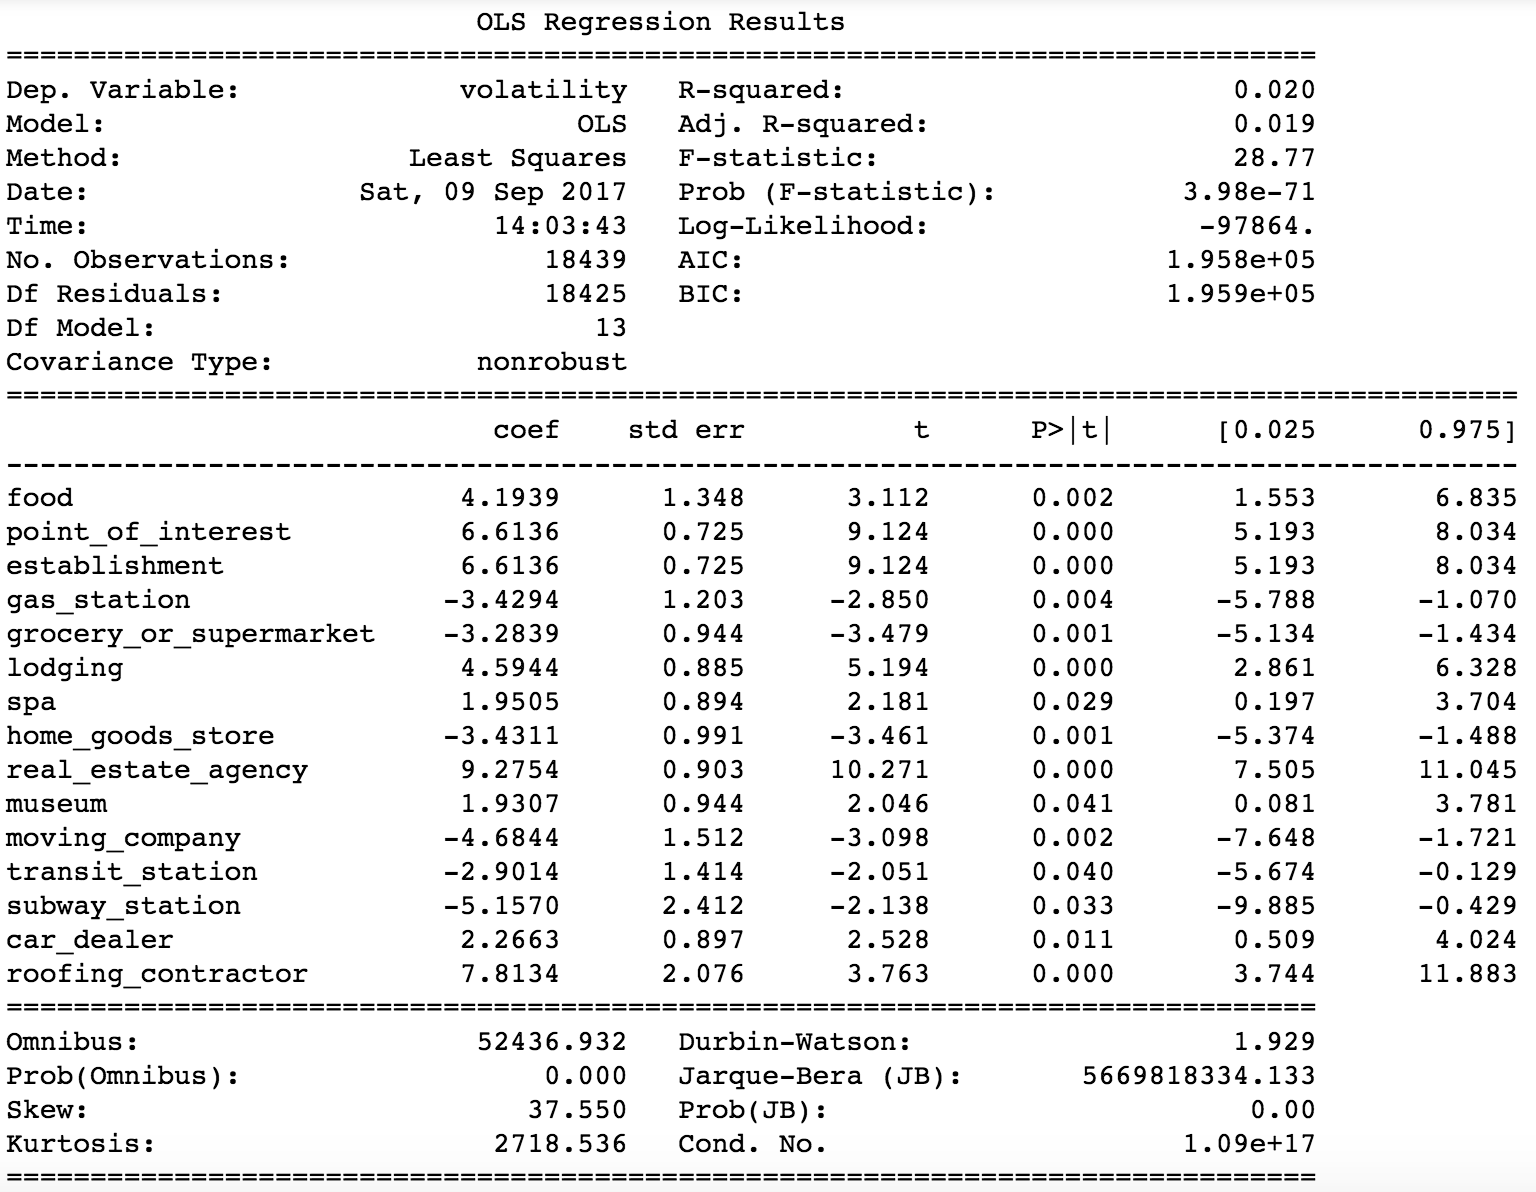 OLS Regression Results
==============================================================================
Dep. Variable: volatility R-squared: 0.020
Model: OLS Adj. R-squared: 0.019
Method: Least Squares F-statistic: 28.77
Date: Sat, 09 Sep 2017 Prob (F-statistic): 3.98e-71
Time: 14:03:43 Log-Likelihood: -97864.
No. Observations: 18439 AIC: 1.958e+05
Df Residuals: 18425 BIC: 1.959e+05
Df Model: 13
Covariance Type: nonrobust
==========================================================================================
coef std err t P>|t| [0.025 0.975]
------------------------------------------------------------------------------------------
food 4.1939 1.348 3.112 0.002 1.553 6.835
point_of_interest 6.6136 0.725 9.124 0.000 5.193 8.034
establishment 6.6136 0.725 9.124 0.000 5.193 8.034
gas_station -3.4294 1.203 -2.850 0.004 -5.788 -1.070
grocery_or_supermarket -3.2839 0.944 -3.479 0.001 -5.134 -1.434
lodging 4.5944 0.885 5.194 0.000 2.861 6.328
spa 1.9505 0.894 2.181 0.029 0.197 3.704
home_goods_store -3.4311 0.991 -3.461 0.001 -5.374 -1.488
real_estate_agency 9.2754 0.903 10.271 0.000 7.505 11.045
museum 1.9307 0.944 2.046 0.041 0.081 3.781
moving_company -4.6844 1.512 -3.098 0.002 -7.648 -1.721
transit_station -2.9014 1.414 -2.051 0.040 -5.674 -0.129
subway_station -5.1570 2.412 -2.138 0.033 -9.885 -0.429
car_dealer 2.2663 0.897 2.528 0.011 0.509 4.024
roofing_contractor 7.8134 2.076 3.763 0.000 3.744 11.883
==============================================================================
Omnibus: 52436.932 Durbin-Watson: 1.929
Prob(Omnibus): 0.000 Jarque-Bera (JB): 5669818334.133
Skew: 37.550 Prob(JB): 0.00
Kurtosis: 2718.536 Cond. No. 1.09e+17
==============================================================================